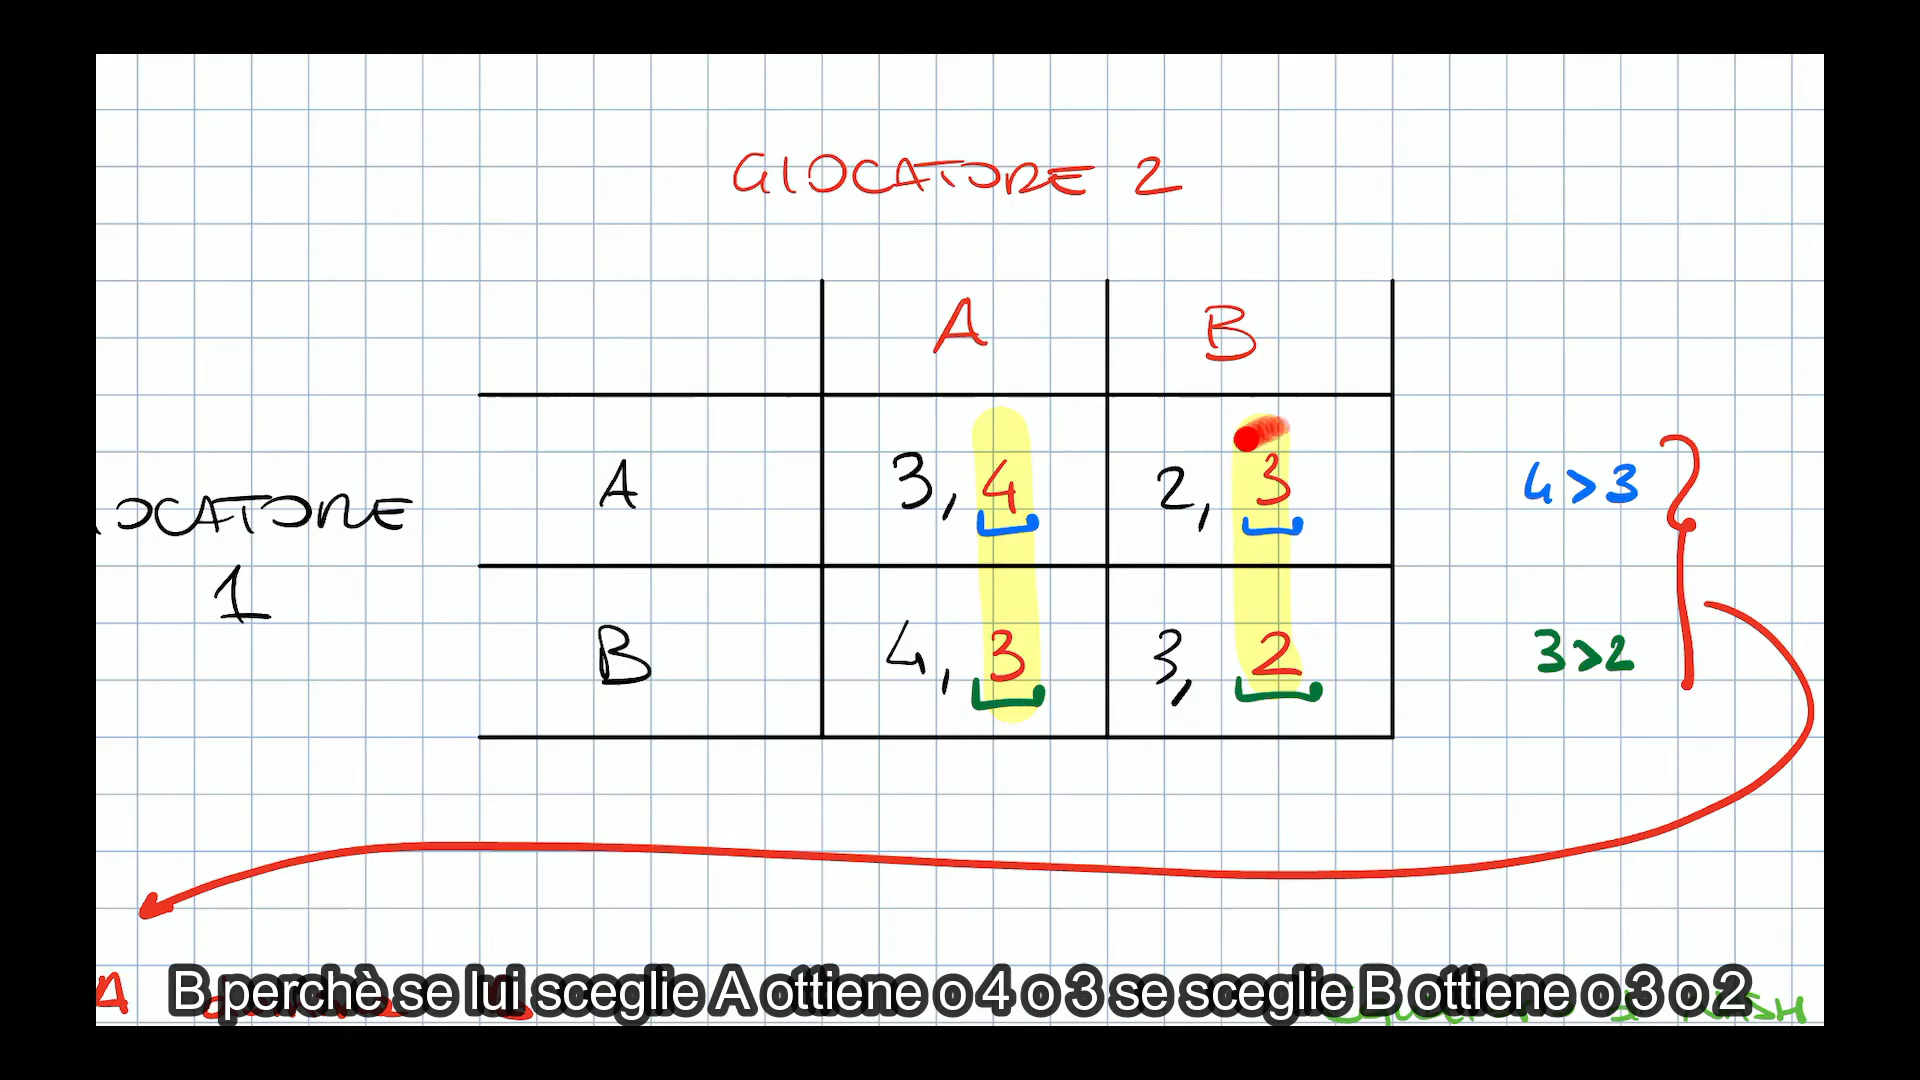 GIOCATORE 2
A B
A 3, 4 2, 3 4>3
IOCATORE
1
B 4, 3 3, 2 3>2
A
B perchè se lui sceglie A ottiene o 4 o 3 se sceglie B ottiene o 3 o 2